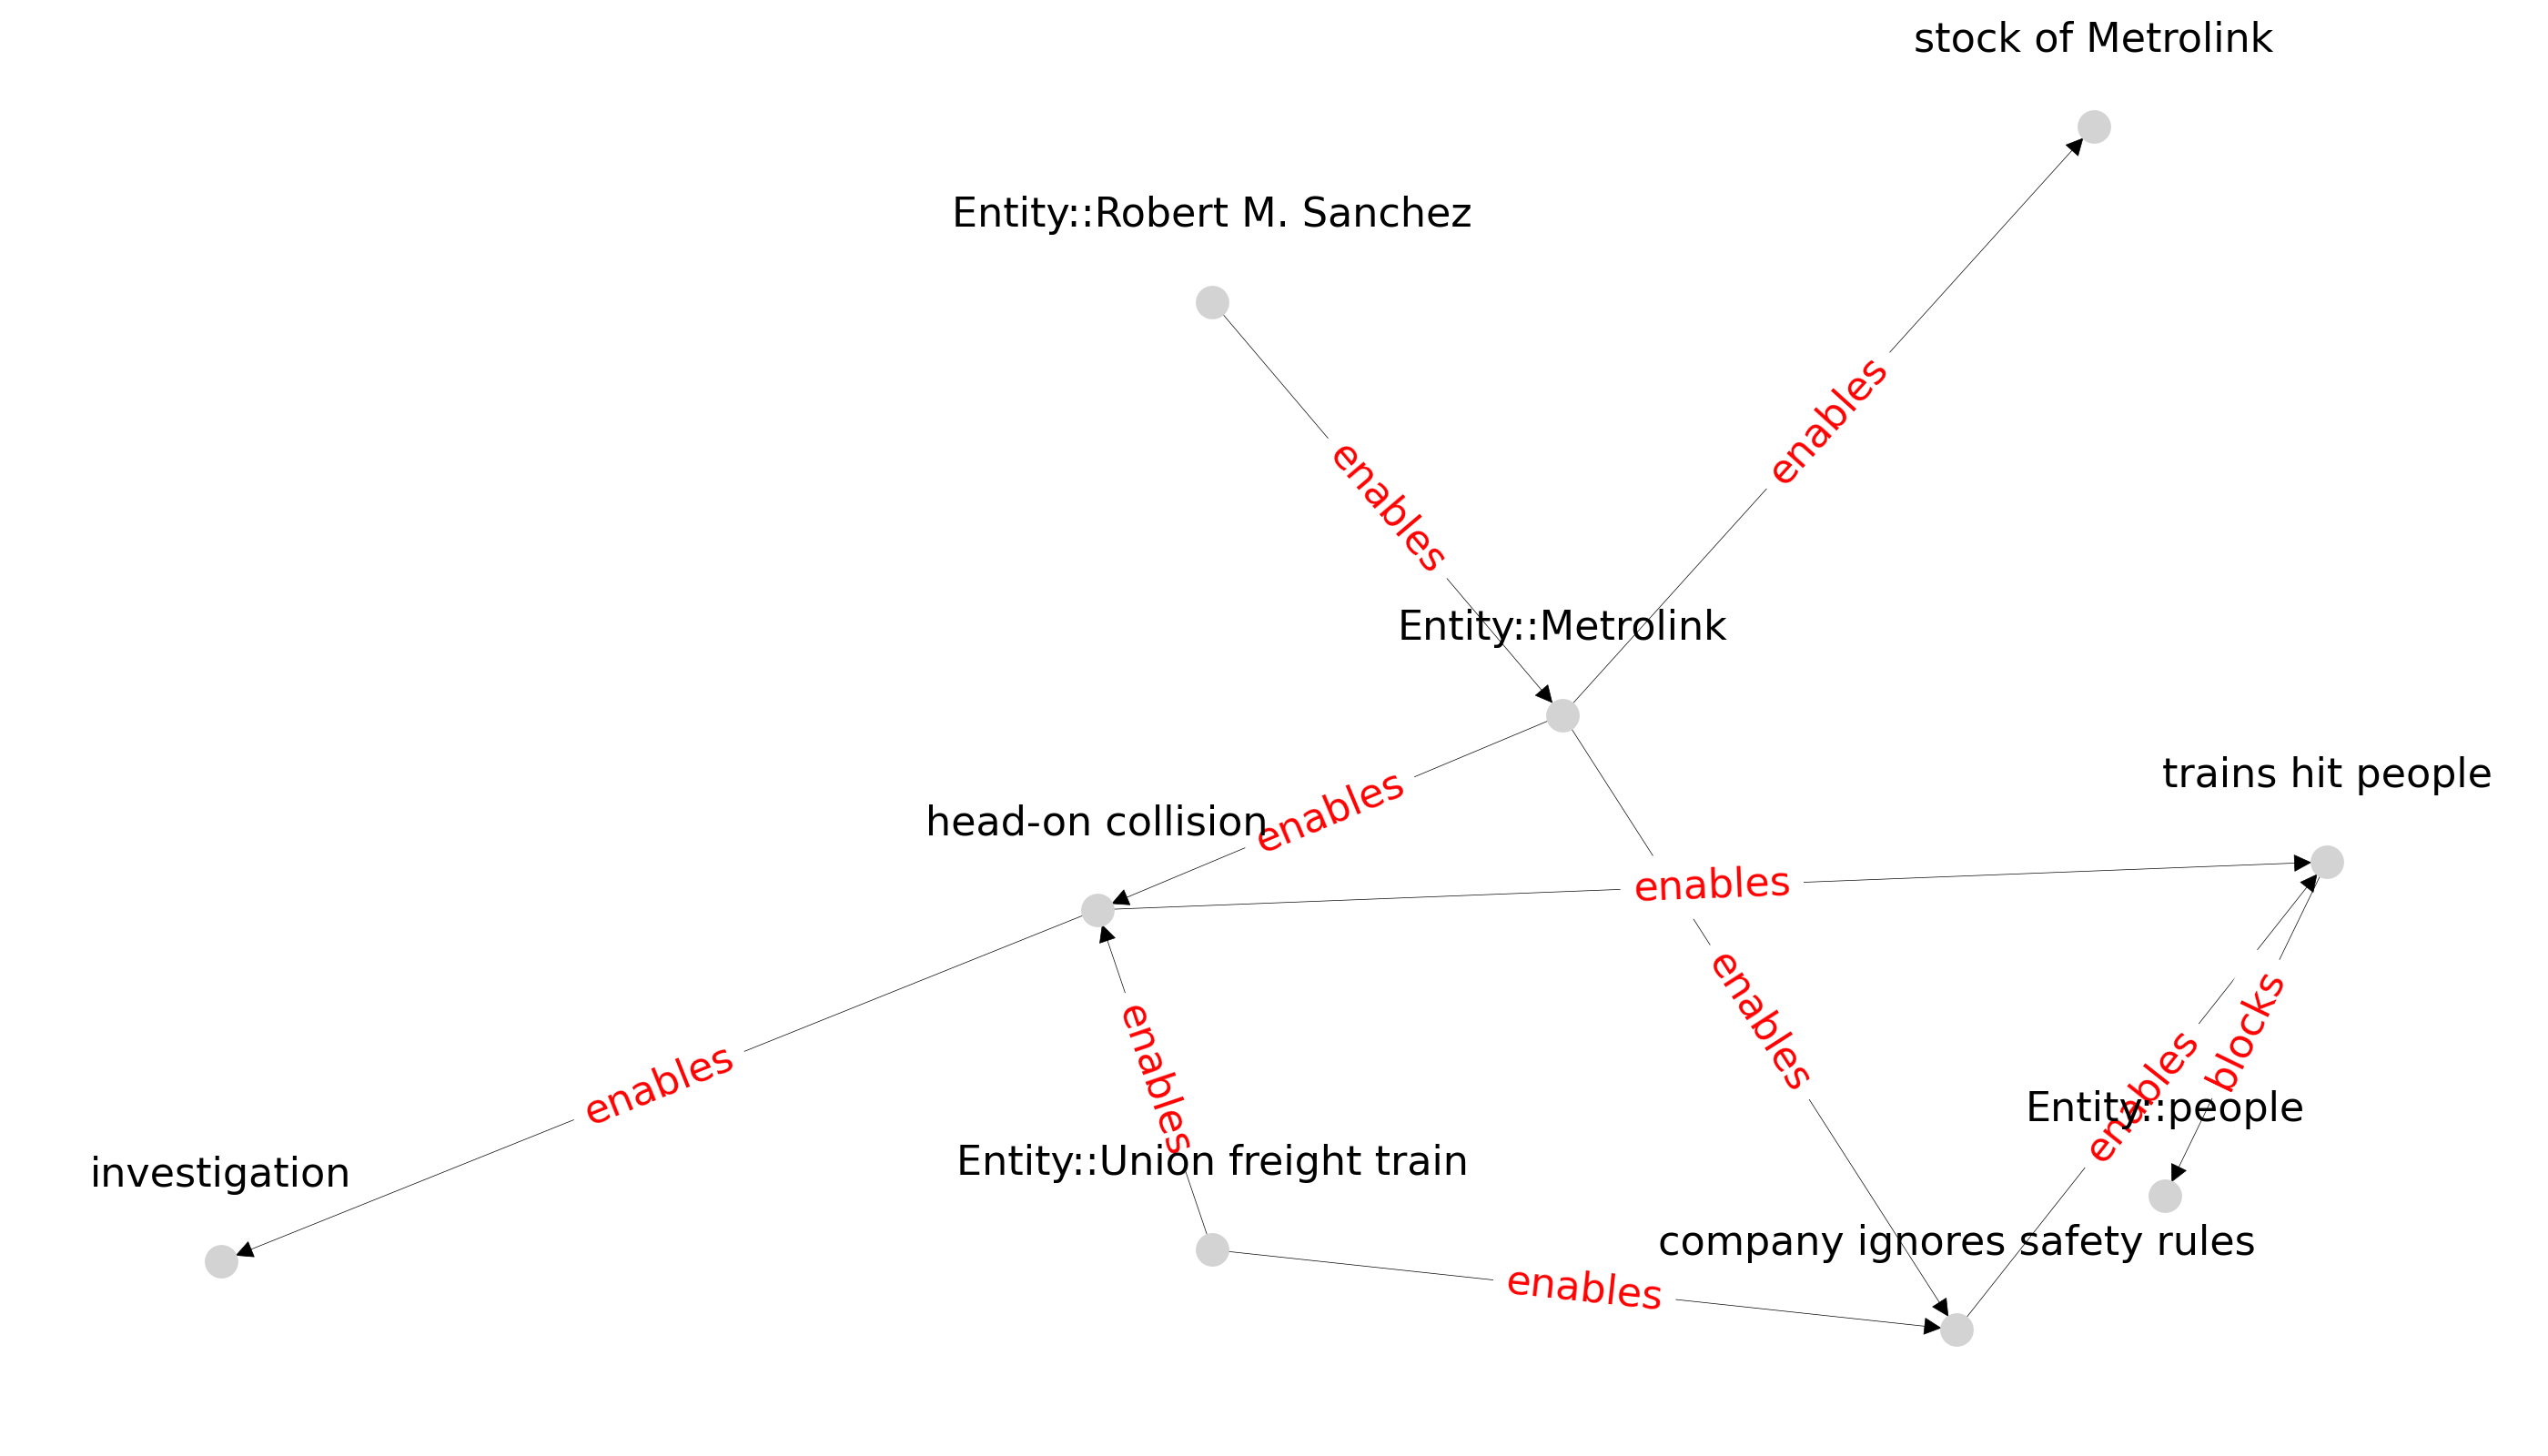 stock of Metrolink
Entity::Robert M. Sanchez
enables
enables
Entity::Metrolink
trains hit people
enables
head-on collision
enables
enables
blocks
enables
enables
enables
Entity::people
Entity::Union freight train
investigation
company ignores safety rules
enables